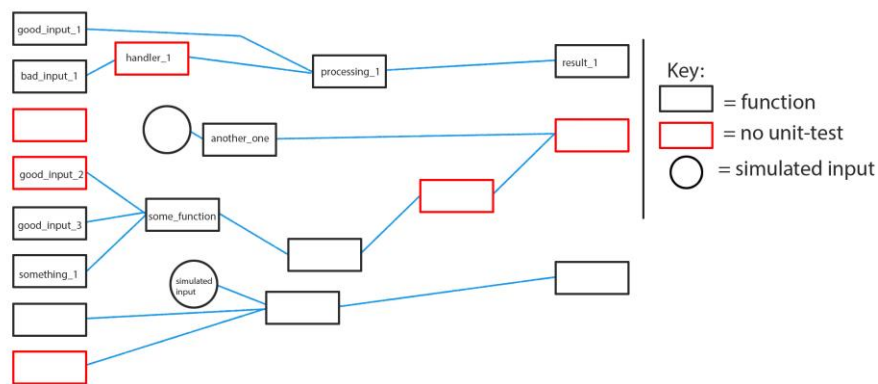 good_input_1
handler_1
bad_input_1
processing_1
result_1
Key:
= function
= no unit-test
= simulated input
another_one
good_input_2
good_input_3
some_function
something_1
simulated
input